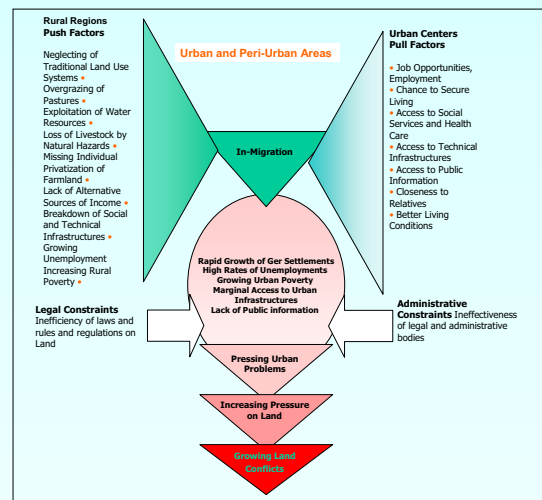 Rural Regions
Push Factors
Neglecting of
Traditional Land Use
Systems •
Overgrazing of
Pastures •
Exploitation of Water
Resources •
Loss of Livestock by
Natural Hazards •
Missing Individual
Privatization of
Farmland •
Lack of Alternative
Sources of Income •
Breakdown of Social
and Technical
Infrastructures •
Growing
Unemployment
Increasing Rural
Poverty •
Urban and Peri-Urban Areas
Urban Centers
Pull Factors
• Job Opportunities,
Employment
• Chance to Secure
Living
• Access to Social
Services and Health
Care
• Access to Technical
Infrastructures
• Access to Public
Information
• Closeness to
Relatives
• Better Living
Conditions
In-Migration
Rapid Growth of Ger Settlements
High Rates of Unemployments
Growing Urban Poverty
Marginal Access to Urban
Infrastructures
Lack of Public information
Legal Constraints
Inefficiency of laws and
rules and regulations on
Land
Administrative
Constraints Ineffectiveness
of legal and administrative
bodies
Pressing Urban
Problems
Increasing Pressure
on Land
Growing Land
Conflicts